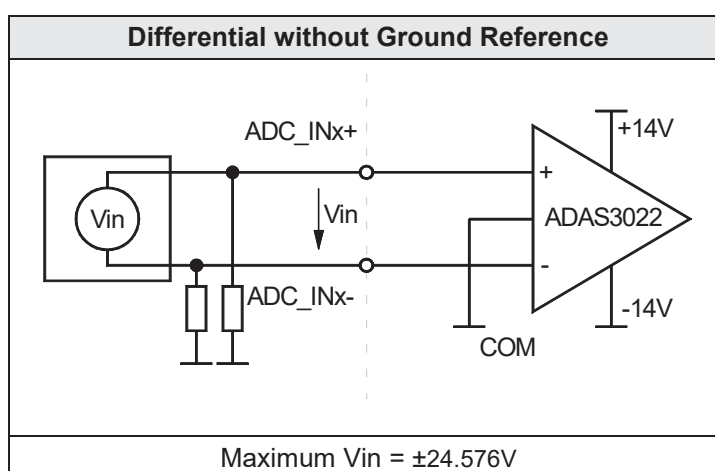 Differential without Ground Reference
ADC_INx+
+14V
+
Vin
Vin
ADAS3022
-
ADC_INx-
-14V
COM
Maximum Vin = ±24.576V